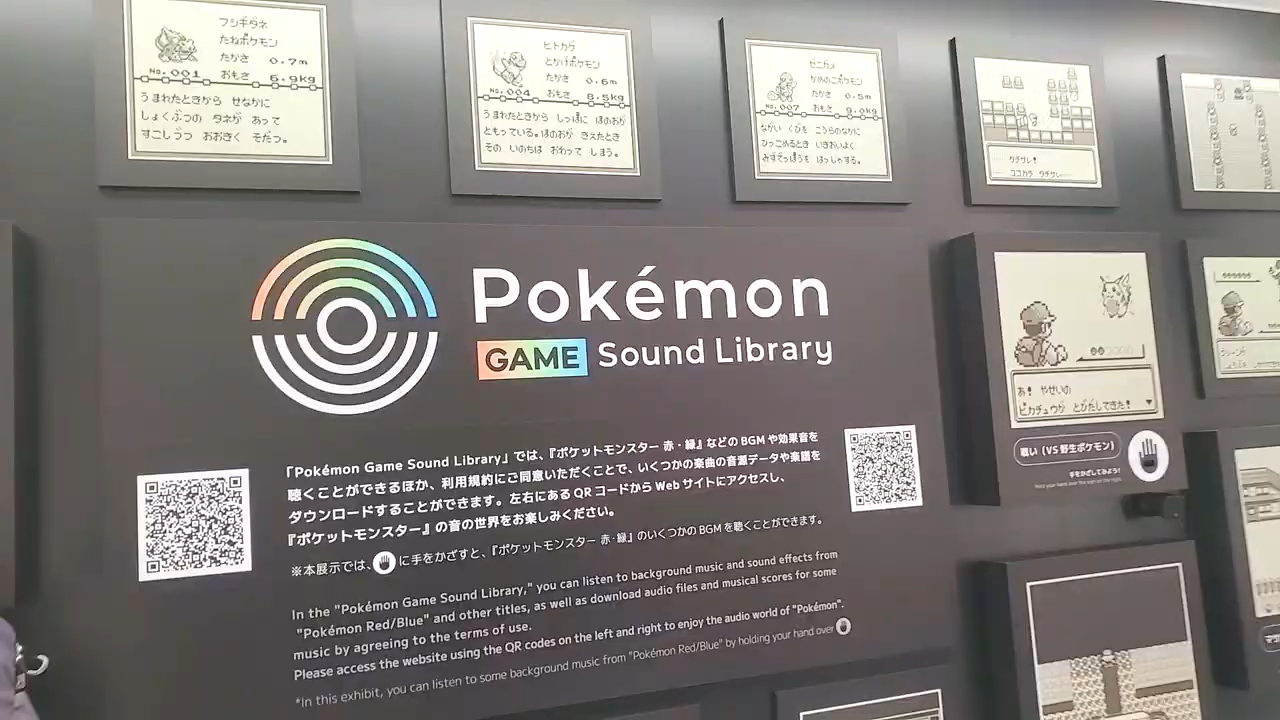 フシギダネ
たねポケモン
たかさ 0.7m
No.001 おもさ 6.9kg
うまれたときから せなかに
しょくぶつの タネが あって
すこしずつ おおきく そだつ。
ヒトカゲ
とかげポケモン
たかさ 0.6m
No.004 おもさ 8.5kg
うまれたときから しっぽに ほのおが
ともっている。ほのおが きえたとき
その いのちは おわって しまう。
ゼニガメ
かめのこポケモン
たかさ 0.5m
No.007 おもさ 9.0kg
ながい くびを こうらのなかに
ひっこめるとき いきおいよく
みずでっぽうを はっしゃする。
Pokémon
GAME Sound Library
「Pokémon Game Sound Library」では、『ポケットモンスター 赤・緑』などのBGMや効果音を
聴くことができるほか、利用規約にご同意いただくことで、いくつかの楽曲の音源データや楽譜を
ダウンロードすることができます。左右にあるQRコードからWebサイトにアクセスし、
『ポケットモンスター』の音の世界をお楽しみください。
※本展示では、に手をかざすと、『ポケットモンスター 赤・緑』のいくつかのBGMを聴くことができます。
In the "Pokémon Game Sound Library," you can listen to background music and sound effects from
"Pokémon Red/Blue" and other titles, as well as download audio files and musical scores for some
music by agreeing to the terms of use.
Please access the website using the QR codes on the left and right to enjoy the audio world of "Pokémon".
*In this exhibit, you can listen to some background music from "Pokémon Red/Blue" by holding your hand over
あ! やせいの
ピカチュウが とびだしてきた!
戦い(VS野生ポケモン)
手をかざしてみよう!
Hold your hand over the sign on the right.